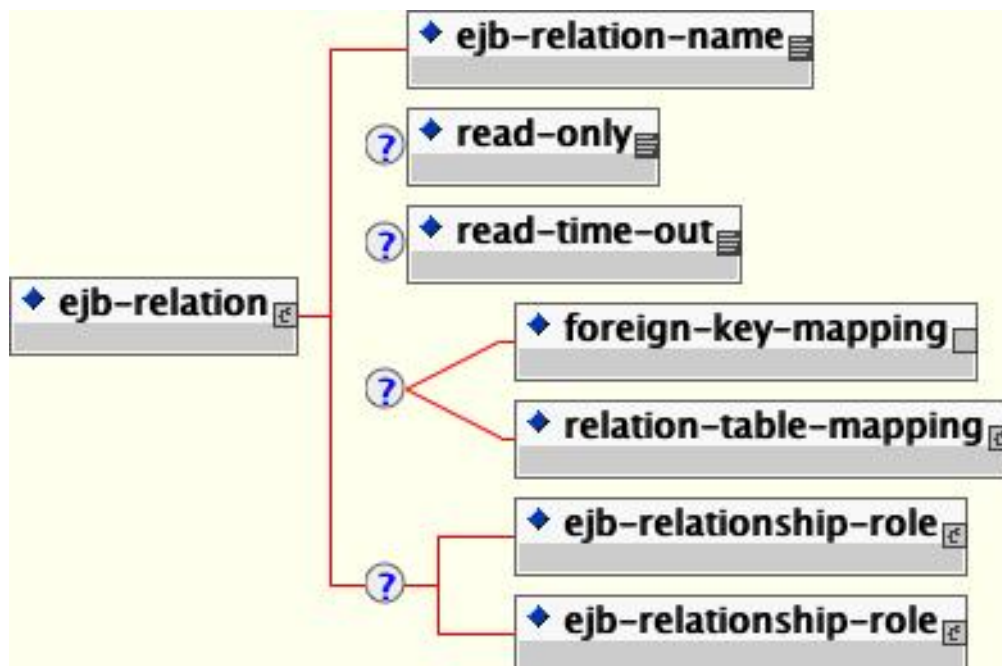 ejb-relation-name
? read-only
? read-time-out
ejb-relation
foreign-key-mapping
?
relation-table-mapping
ejb-relationship-role
?
ejb-relationship-role